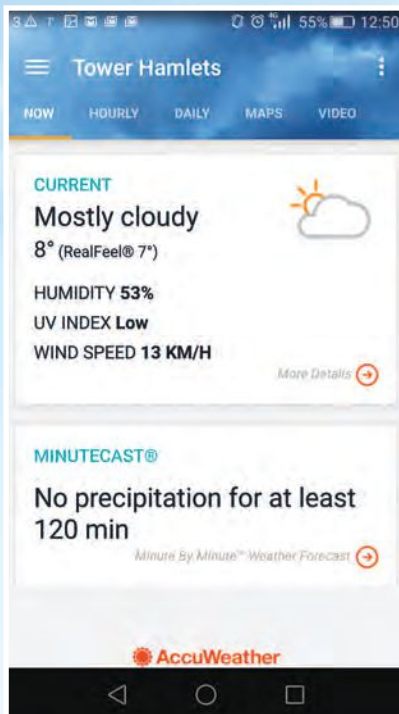 3 55% 12:50
Tower Hamlets
NOW HOURLY DAILY MAPS VIDEO
CURRENT
Mostly cloudy
8° (RealFeel® 7°)
HUMIDITY 53%
UV INDEX Low
WIND SPEED 13 KM/H
More Details
MINUTECAST®
No precipitation for at least
120 min
Minute By Minute™ Weather Forecast
AccuWeather